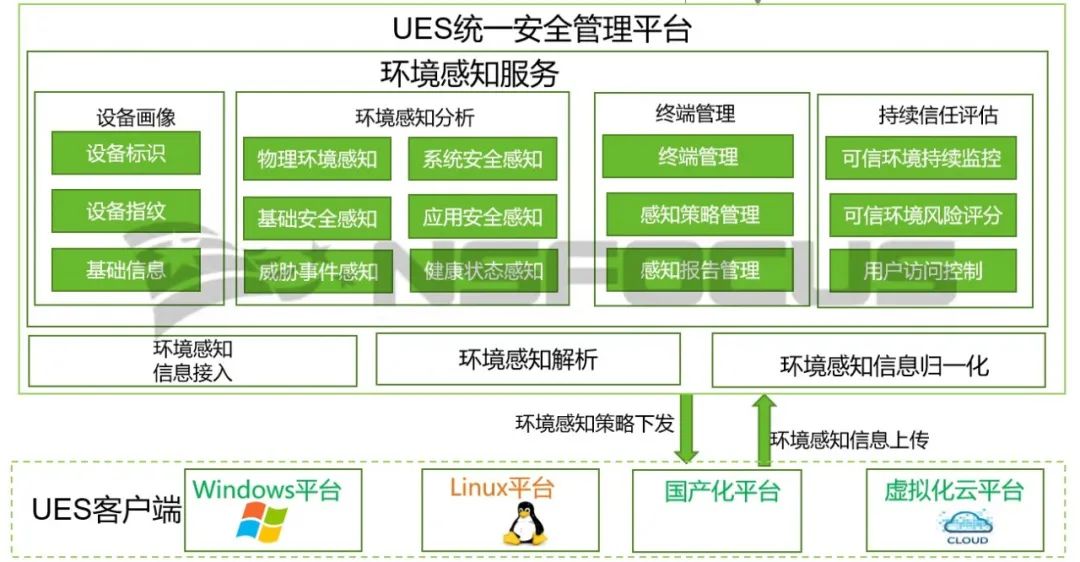 UES统一安全管理平台
环境感知服务
设备画像
设备标识
设备指纹
基础信息
环境感知分析
物理环境感知
系统安全感知
基础安全感知
应用安全感知
威胁事件感知
健康状态感知
终端管理
终端管理
感知策略管理
感知报告管理
持续信任评估
可信环境持续监控
可信环境风险评分
用户访问控制
NSFOCUS
环境感知
信息接入
环境感知解析
环境感知信息归一化
环境感知策略下发
环境感知信息上传
UES客户端
Windows平台
Linux平台
国产化平台
虚拟化云平台
CLOUD